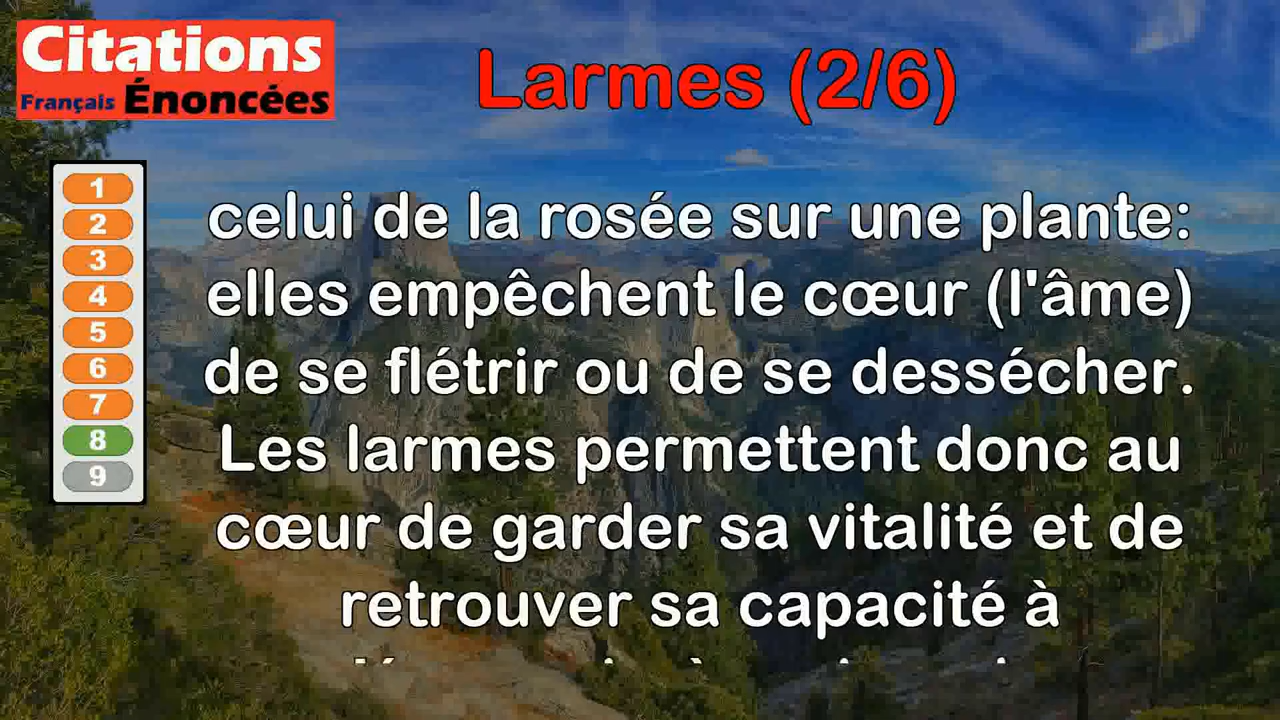 Citations
Français Énoncées
Larmes (2/6)
1
2
3
4
5
6
7
8
9
celui de la rosée sur une plante:
elles empêchent le cœur (l'âme)
de se flétrir ou de se dessécher.
Les larmes permettent donc au
cœur de garder sa vitalité et de
retrouver sa capacité à